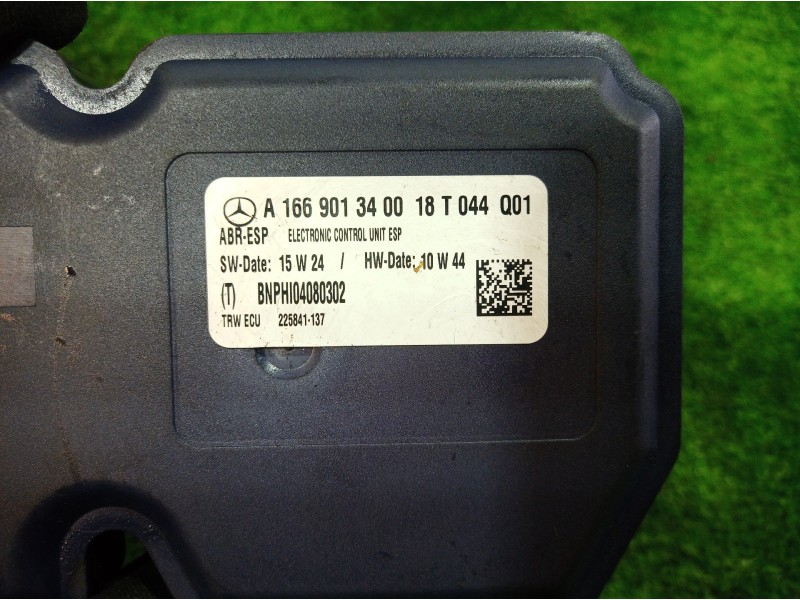 A 166 901 34 00 18 T 044 Q01
ABR-ESP ELECTRONIC CONTROL UNIT ESP
SW-Date: 15 W 24 / HW-Date: 10 W 44
(T) BNPHI04080302
TRW ECU 225841-137